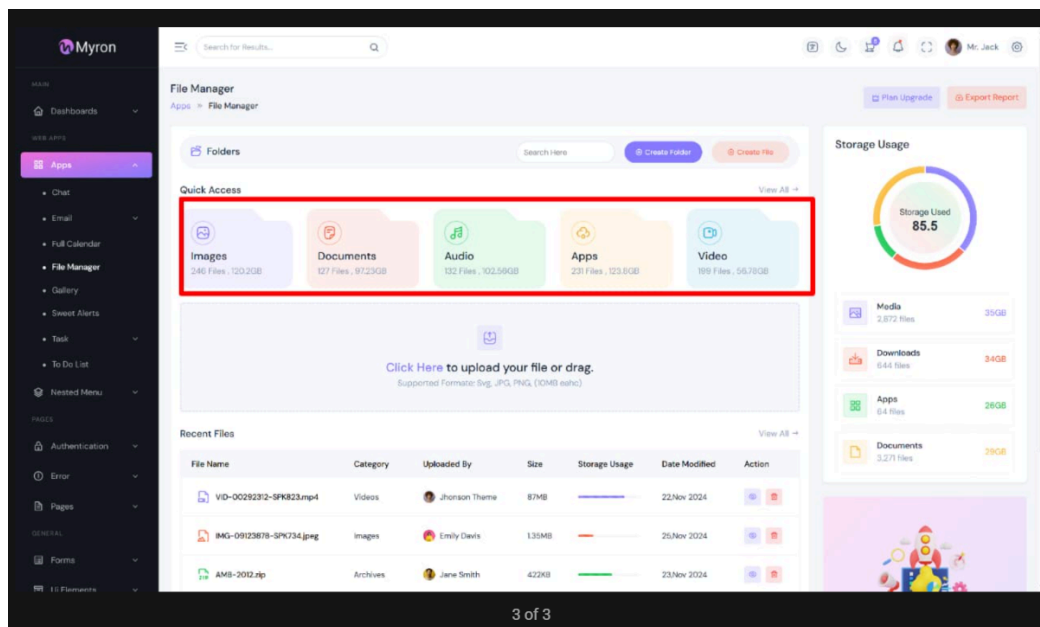 Myron
Search for Results...
Mr. Jack
MAIN
Dashboards
WEB APPS
Apps
Chat
Email
Full Calendar
File Manager
Gallery
Sweet Alerts
Task
To Do List
Nested Menu
PAGES
Authentication
Error
Pages
GENERAL
Forms
Ui Elements
File Manager
Apps » File Manager
Plan Upgrade
Export Report
Folders
Search Here
Create Folder
Create File
Quick Access
View All →
Images
246 Files , 120.2GB
Documents
127 Files , 97.23GB
Audio
132 Files , 102.56GB
Apps
231 Files , 123.8GB
Video
189 Files , 56.78GB
Click Here to upload your file or drag.
Supported Formate: Svg, JPG, PNG, (10MB eahc)
Recent Files
View All →
File Name Category Uploaded By Size Storage Usage Date Modified Action
VID-00292312-SPK823.mp4 Videos Jhonson Theme 87MB 22,Nov 2024
IMG-09123878-SPK734.jpeg Images Emily Davis 1.35MB 25,Nov 2024
ZIP AMB-2012.zip Archives Jane Smith 422KB 23,Nov 2024
Storage Usage
Storage Used
85.5
Media
2,872 files
35GB
Downloads
644 files
34GB
Apps
64 files
26GB
Documents
3,271 files
3 of 3